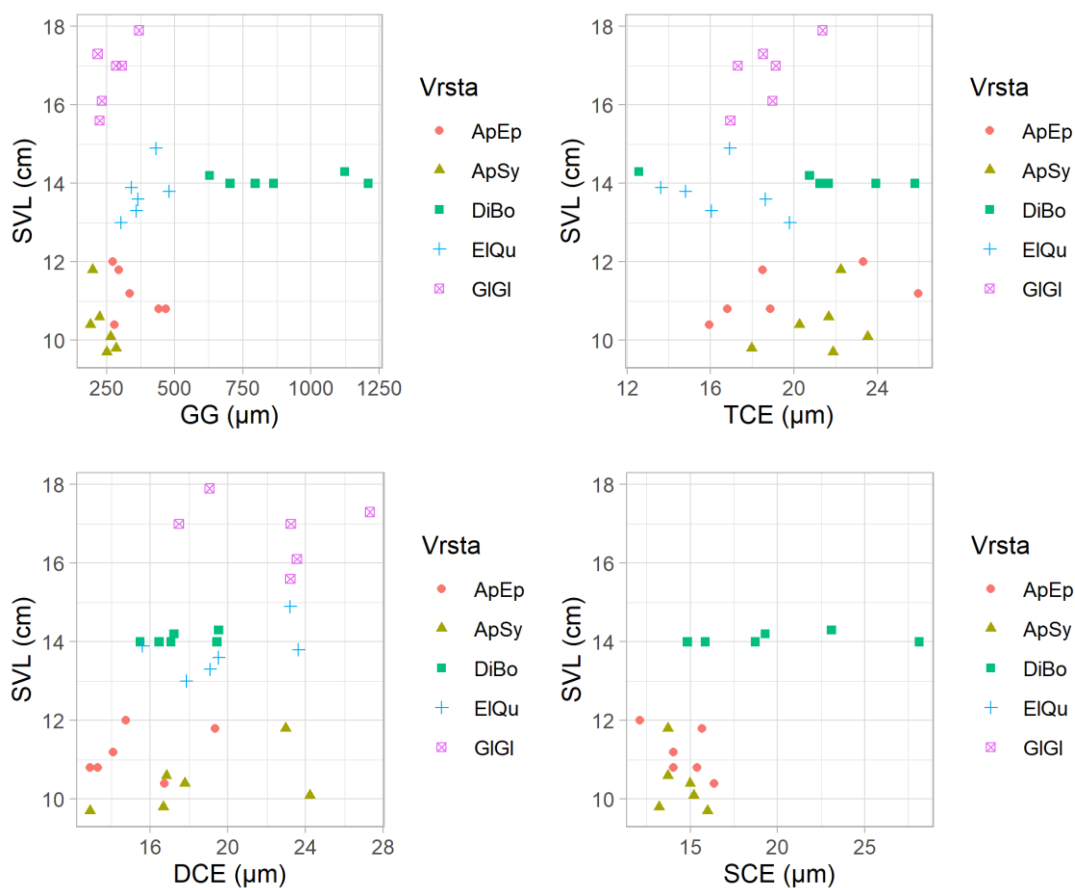 18
16
14
12
10
SVL (cm)
250 500 750 1000 1250
GG (µm)
Vrsta
ApEp
ApSy
DiBo
ElQu
GlGl
18
16
14
12
10
SVL (cm)
12 16 20 24
TCE (µm)
Vrsta
ApEp
ApSy
DiBo
ElQu
GlGl
18
16
14
12
10
SVL (cm)
16 20 24 28
DCE (µm)
Vrsta
ApEp
ApSy
DiBo
ElQu
GlGl
18
16
14
12
10
SVL (cm)
15 20 25
SCE (µm)
Vrsta
ApEp
ApSy
DiBo
ElQu
GlGl